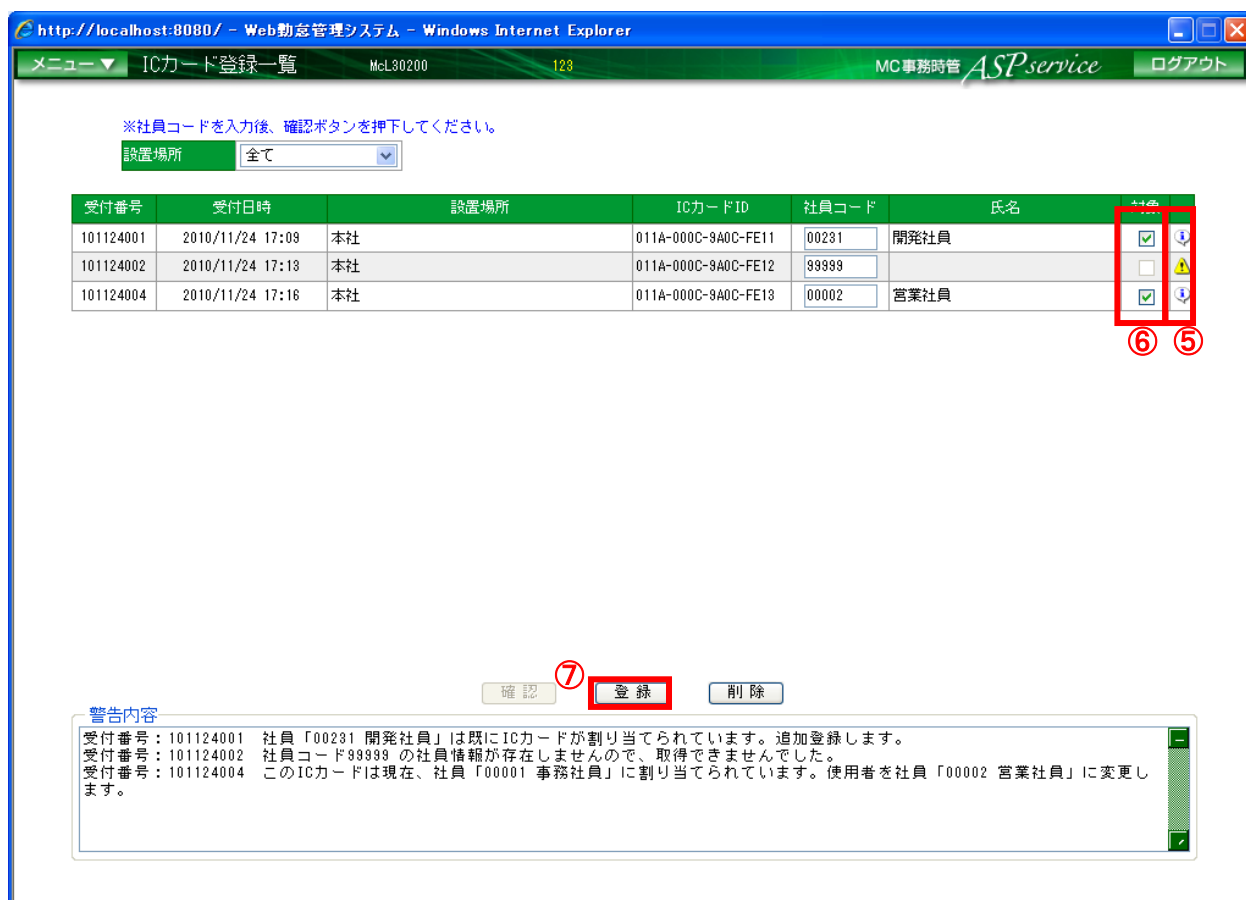 http://localhost:8080/ - Web勤怠管理システム - Windows Internet Explorer
メニュー▼ ICカード登録一覧 McL30200 123 MC事務時管 ASP service ログアウト
※社員コードを入力後、確認ボタンを押下してください。
設置場所 全て
受付番号 受付日時 設置場所 ICカードID 社員コード 氏名 対象
101124001 2010/11/24 17:09 本社 011A-000C-9A0C-FE11 00231 開発社員
101124002 2010/11/24 17:13 本社 011A-000C-9A0C-FE12 99999
101124004 2010/11/24 17:16 本社 011A-000C-9A0C-FE13 00002 営業社員
⑥ ⑤
確認 ⑦ 登録 削除
警告内容
受付番号：101124001 社員「00231 開発社員」は既にICカードが割り当てられています。追加登録します。
受付番号：101124002 社員コード99999 の社員情報が存在しませんので、取得できませんでした。
受付番号：101124004 このICカードは現在、社員「00001 事務社員」に割り当てられています。使用者を社員「00002 営業社員」に変更し
ます。